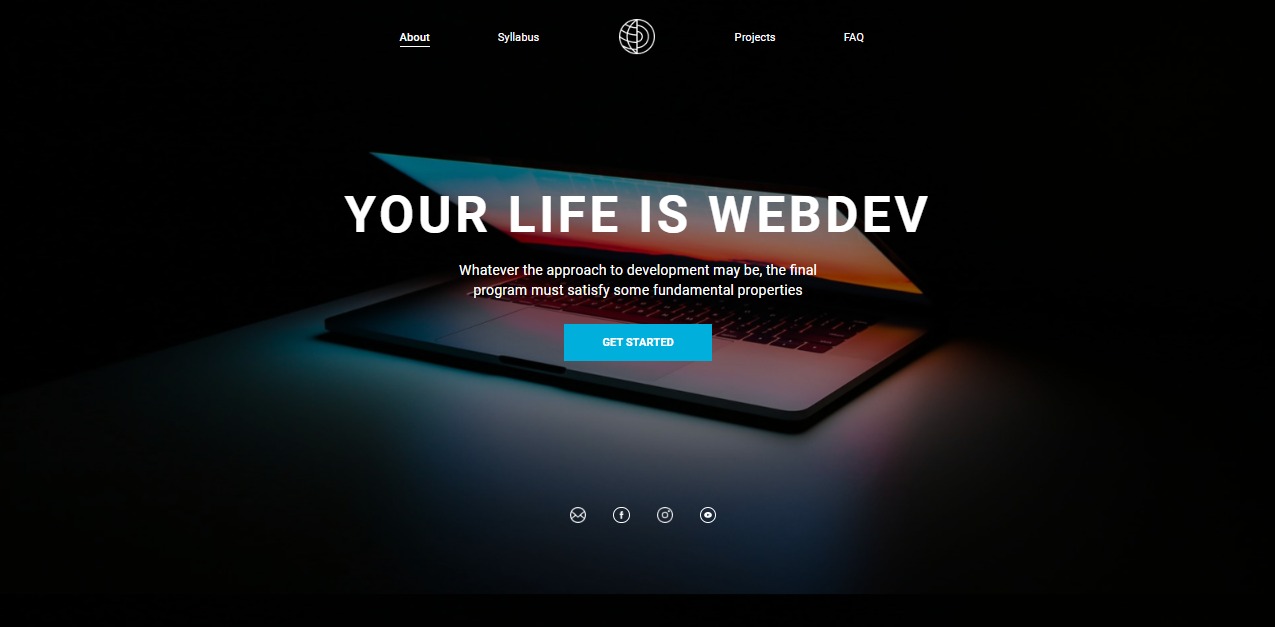 About Syllabus Projects FAQ
YOUR LIFE IS WEBDEV
Whatever the approach to development may be, the final
program must satisfy some fundamental properties
GET STARTED